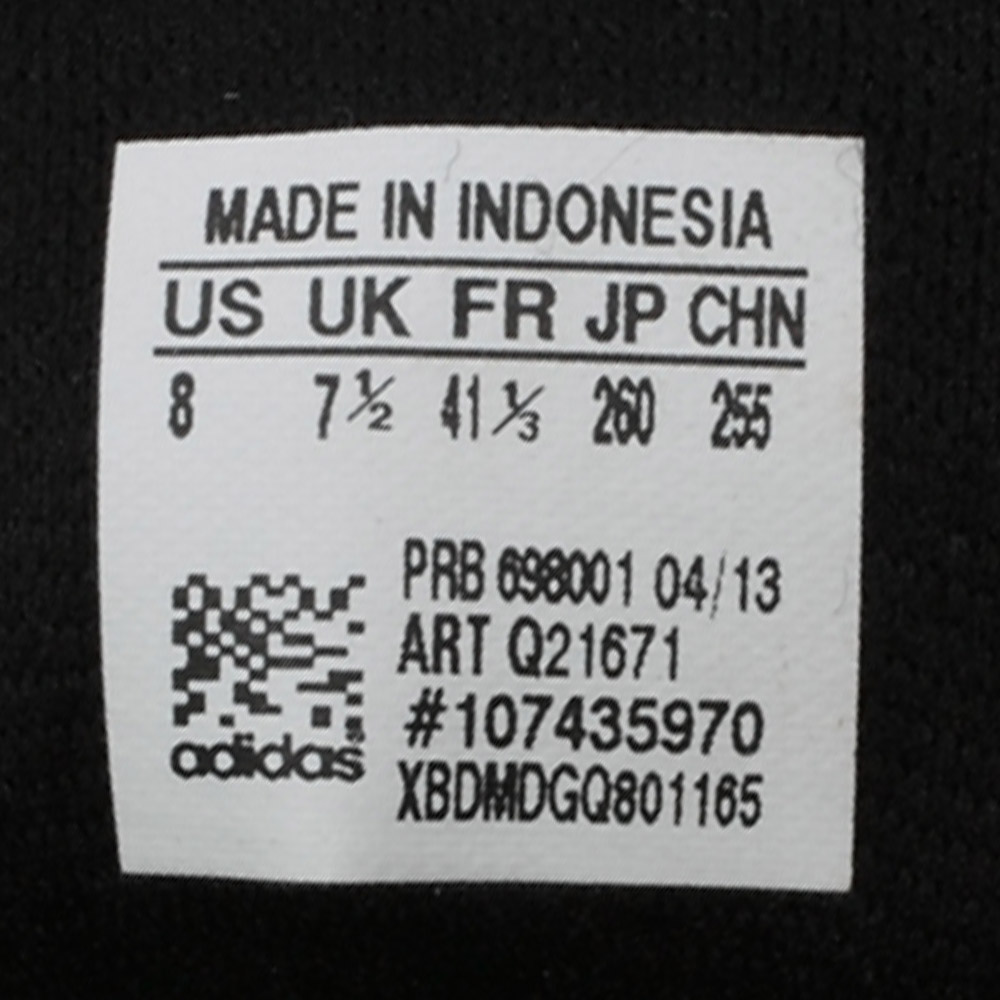 MADE IN INDONESIA
US UK FR JP CHN
8 7½ 41⅓ 260 255
PRB 698001 04/13
ART Q21671
#107435970
adidas
XBDMDGQ801165